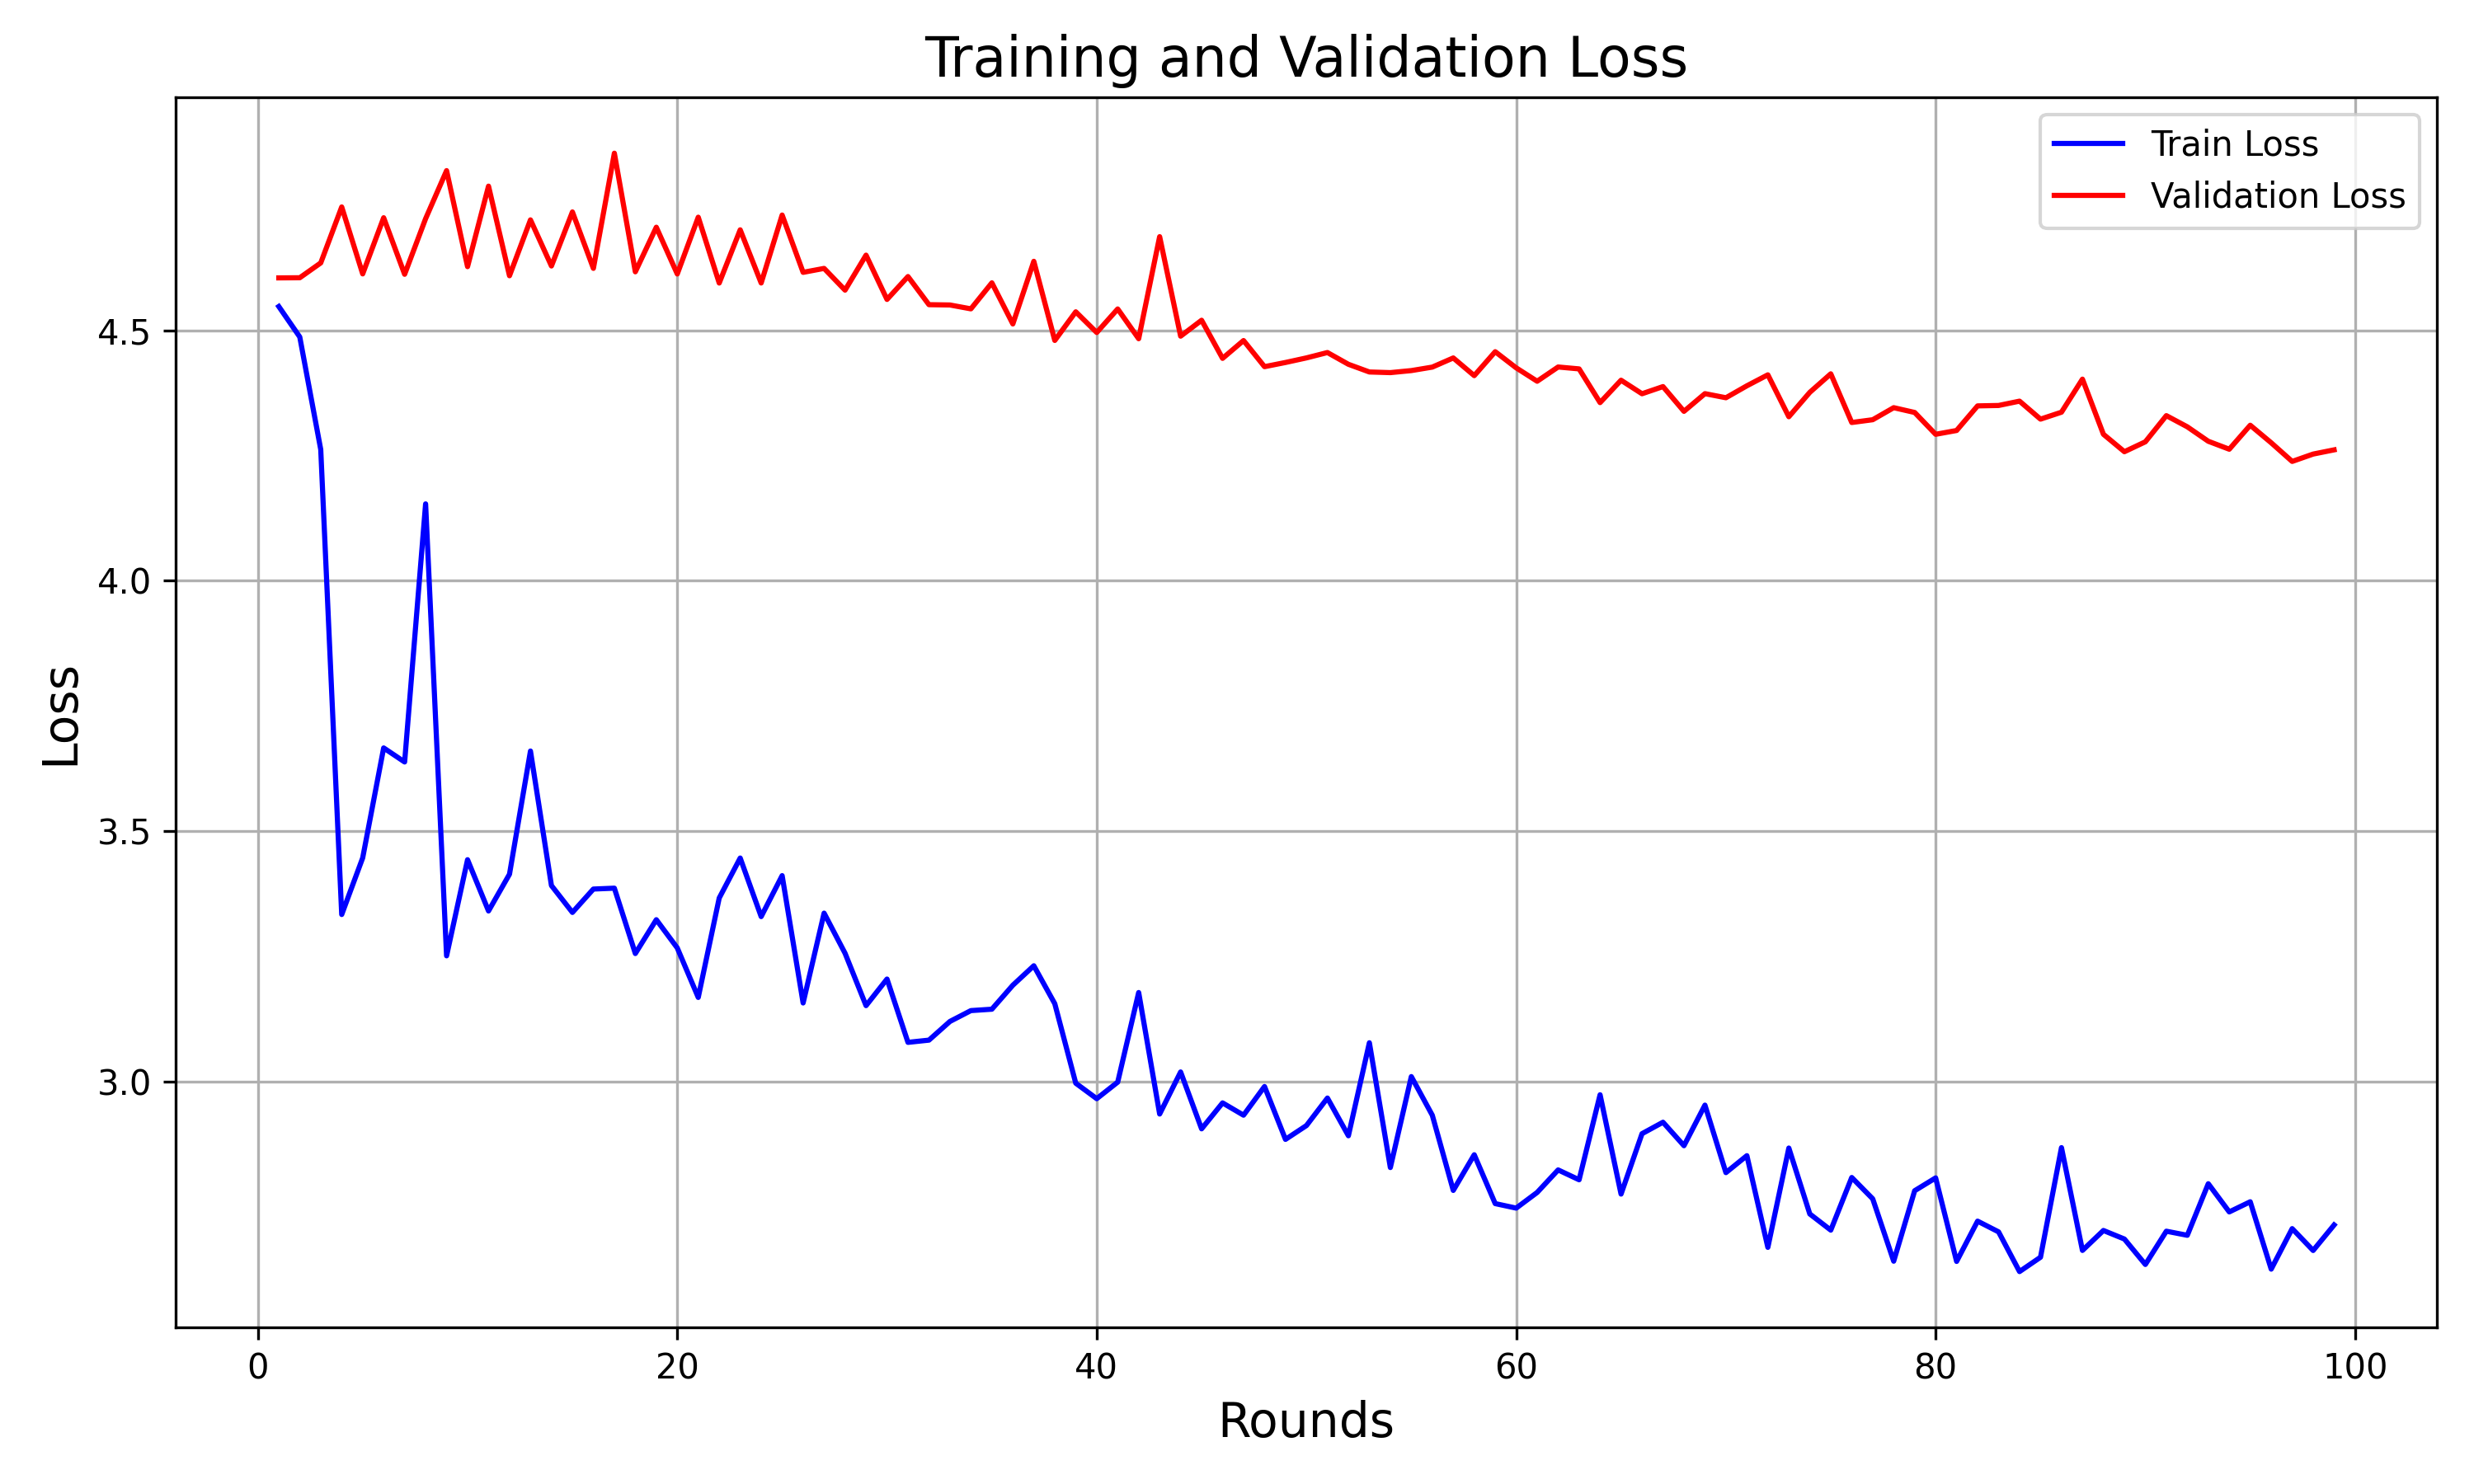 Training and Validation Loss
Train Loss
Validation Loss
4.5
4.0
3.5
3.0
Loss
0 20 40 60 80 100
Rounds